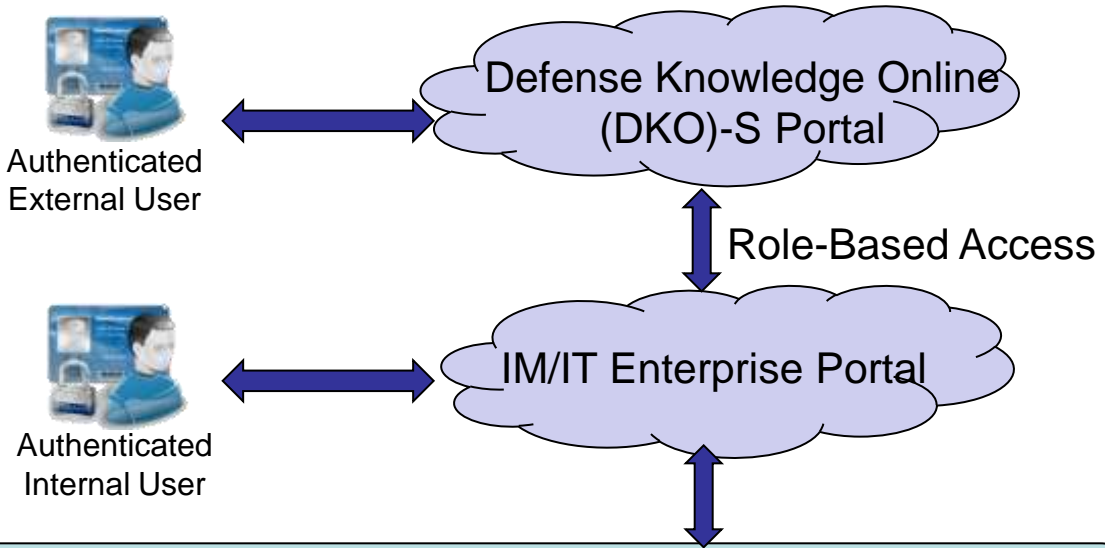 Defense Knowledge Online
(DKO)-S Portal
Authenticated
External User
Role-Based Access
IM/IT Enterprise Portal
Authenticated
Internal User